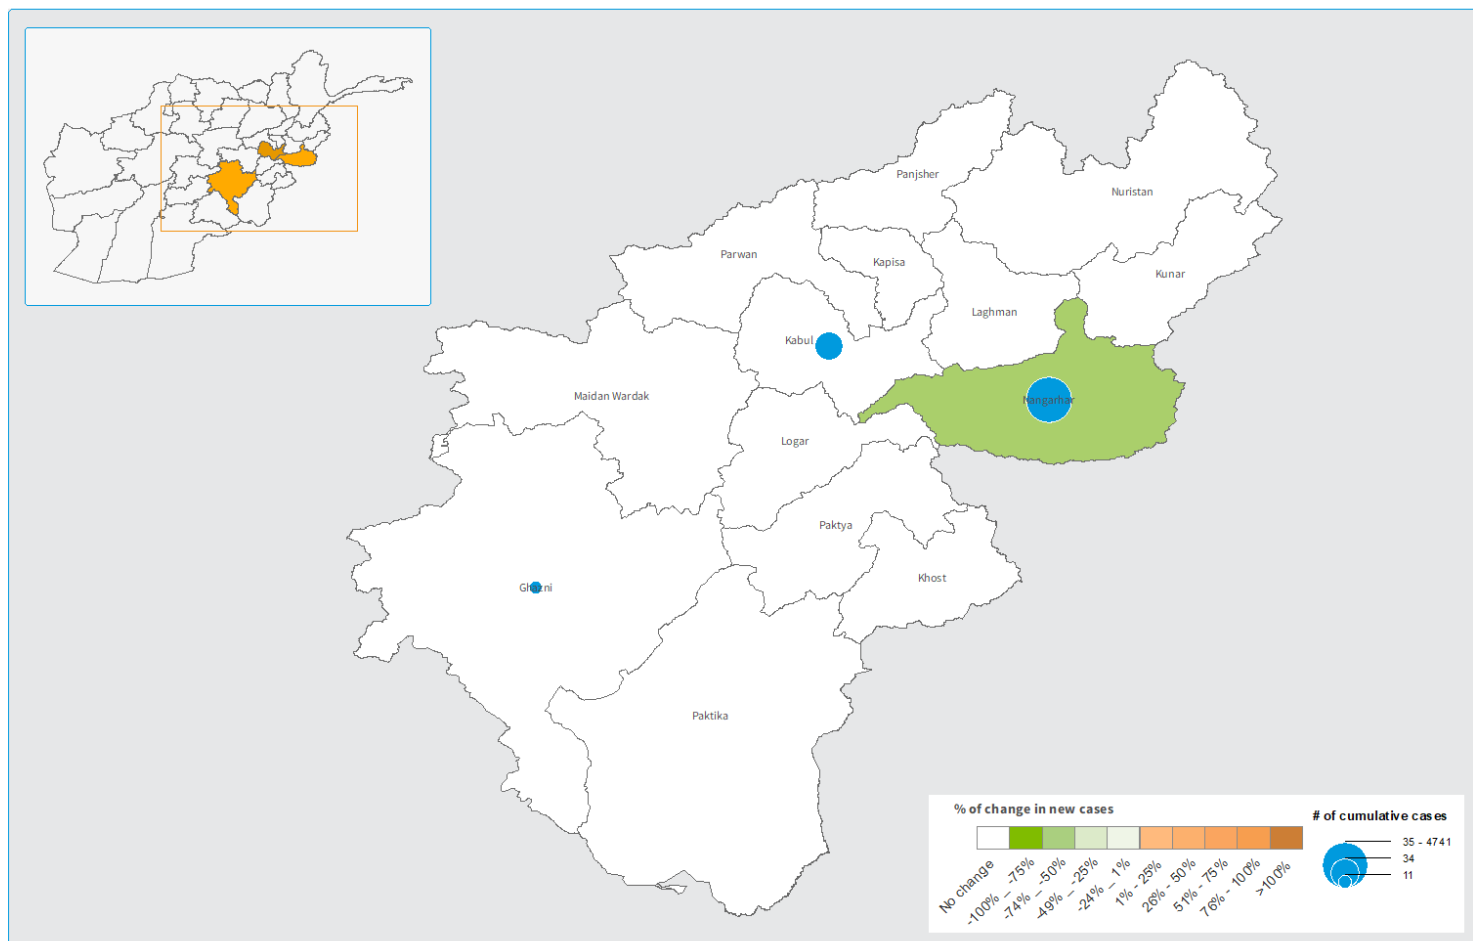 Panjsher
Nuristan
Parwan
Kapisa
Kunar
Laghman
Kabul
Maidan Wardak
Nangarhar
Logar
Paktya
Khost
Ghazni
Paktika
% of change in new cases
No change
-100% _ -75%
-74% _ -50%
-49% _ -25%
-24% _ 1%
1% - 25%
26% - 50%
51% - 75%
76% - 100%
>100%
# of cumulative cases
35 - 4741
34
11